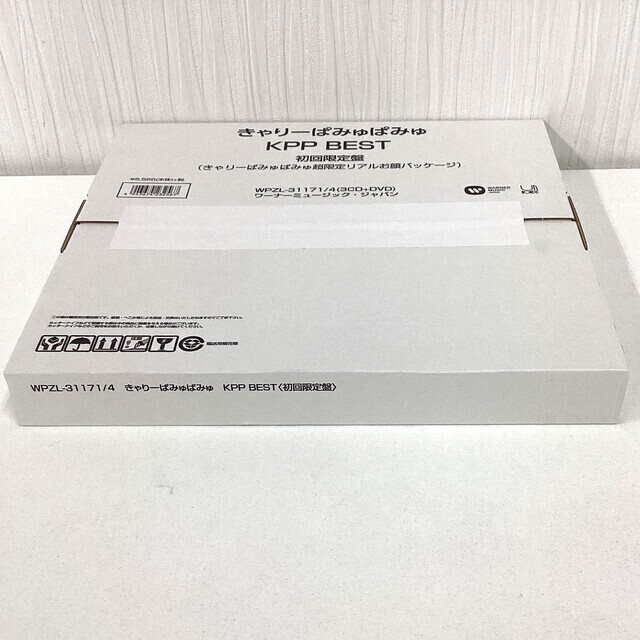 きゃりーぱみゅぱみゅ
KPP BEST
初回限定盤
(きゃりーぱみゅぱみゅ超限定リアルお顔パッケージ)
WPZL-31171/4(3CD+DVD)
ワーナーミュージック・ジャパン
WARNER MUSIC
WPZL-31171/4 きゃりーぱみゅぱみゅ KPP BEST〈初回限定盤〉